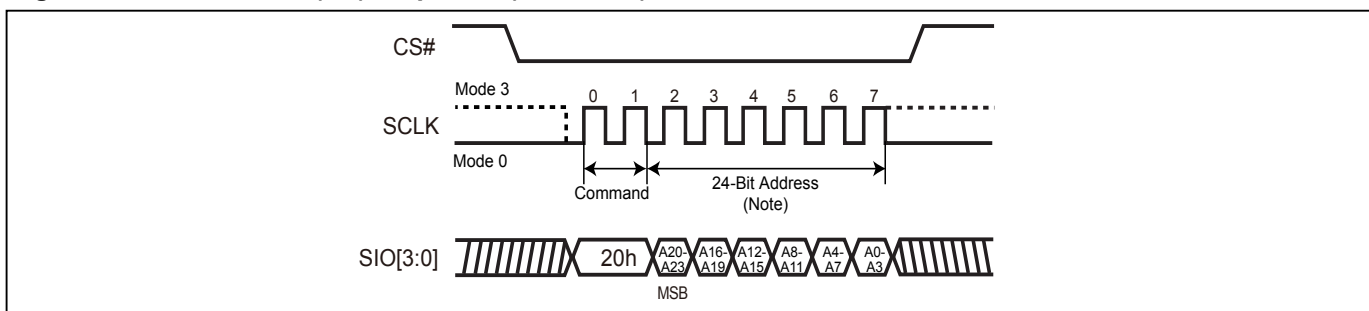 CS#
Mode 3
0 1 2 3 4 5 6 7
SCLK
Mode 0
Command
24-Bit Address
(Note)
SIO[3:0]
20h
A20-
A23
A16-
A19
A12-
A15
A8-
A11
A4-
A7
A0-
A3
MSB